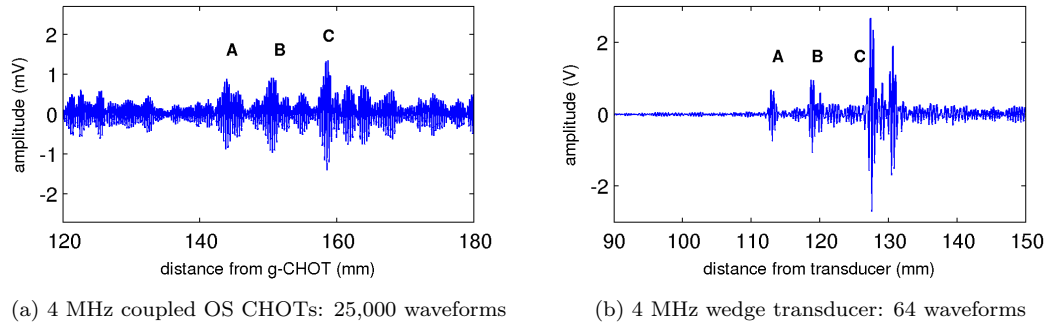 A
B
C
2
1
0
-1
-2
amplitude (mV)
120
140
160
180
distance from g-CHOT (mm)
(a) 4 MHz coupled OS CHOTs: 25,000 waveforms
A
B
C
2
0
-2
amplitude (V)
90
100
110
120
130
140
150
distance from transducer (mm)
(b) 4 MHz wedge transducer: 64 waveforms